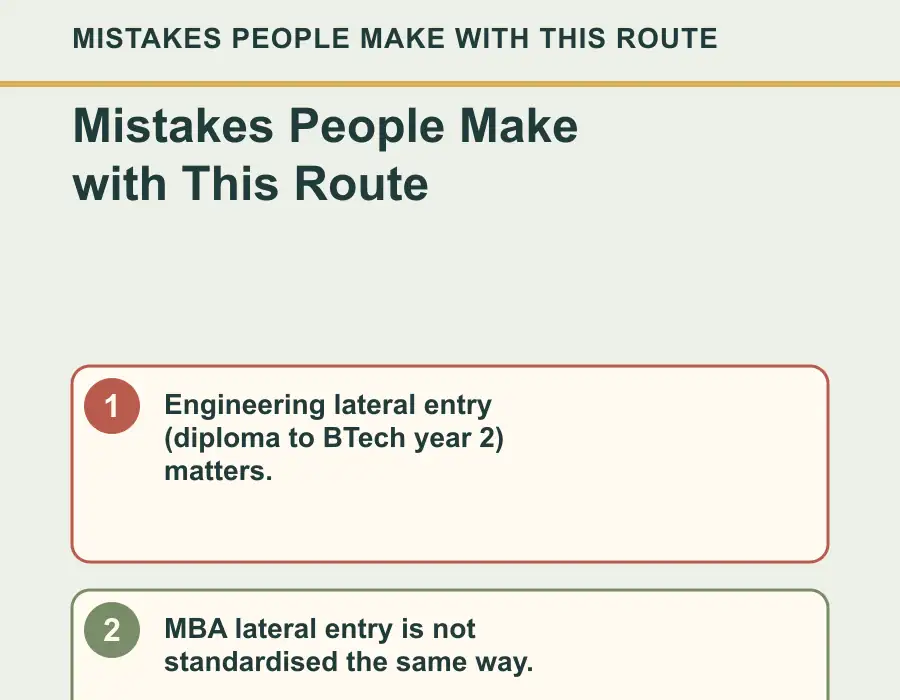 MISTAKES PEOPLE MAKE WITH THIS ROUTE
Mistakes People Make
with This Route
1
Engineering lateral entry
(diploma to BTech year 2)
matters.
2
MBA lateral entry is not
standardised the same way.